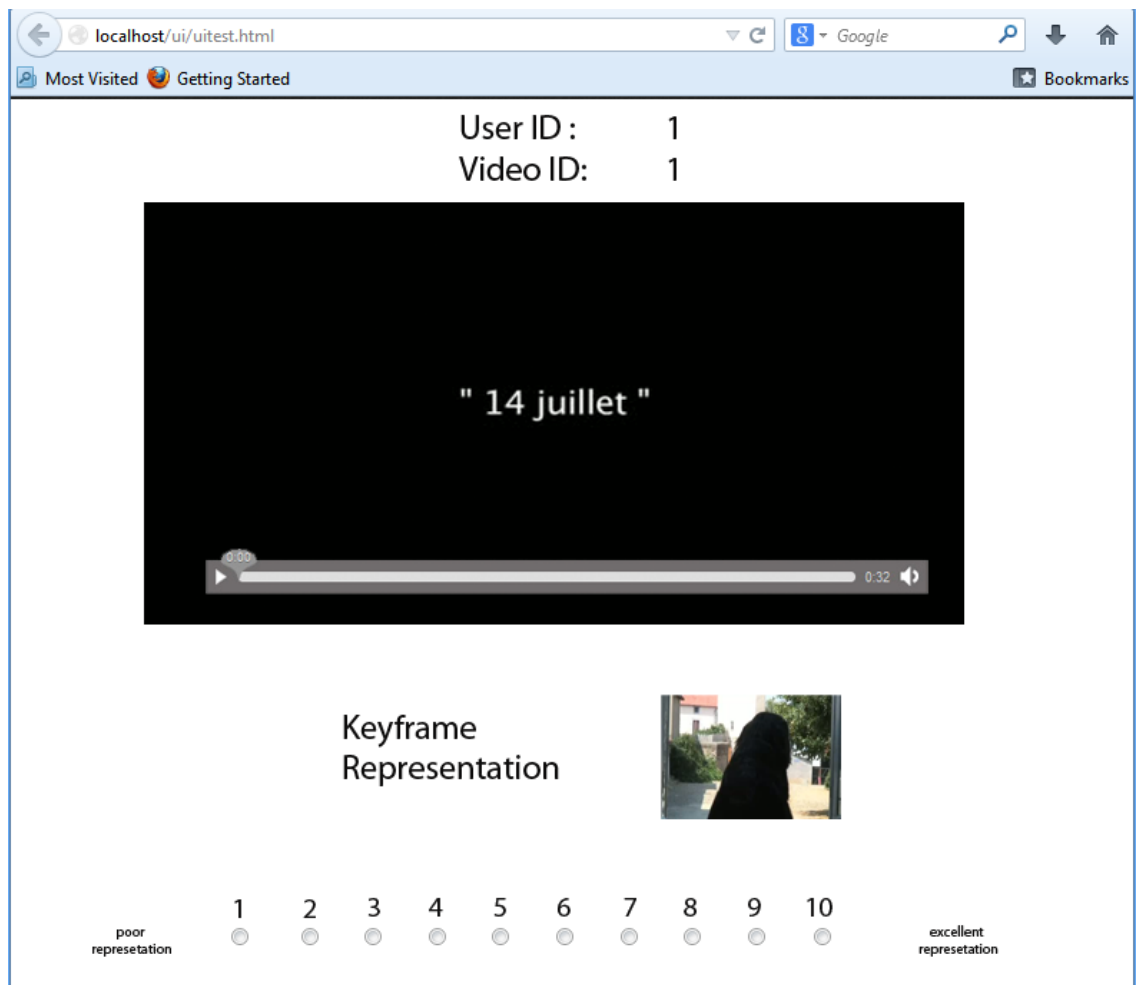 localhost/ui/uitest.html 8 Google
Most Visited Getting Started Bookmarks
User ID : 1
Video ID: 1
" 14 juillet "
0:00
0:32
Keyframe
Representation
1 2 3 4 5 6 7 8 9 10
poor
represetation
excellent
represetation